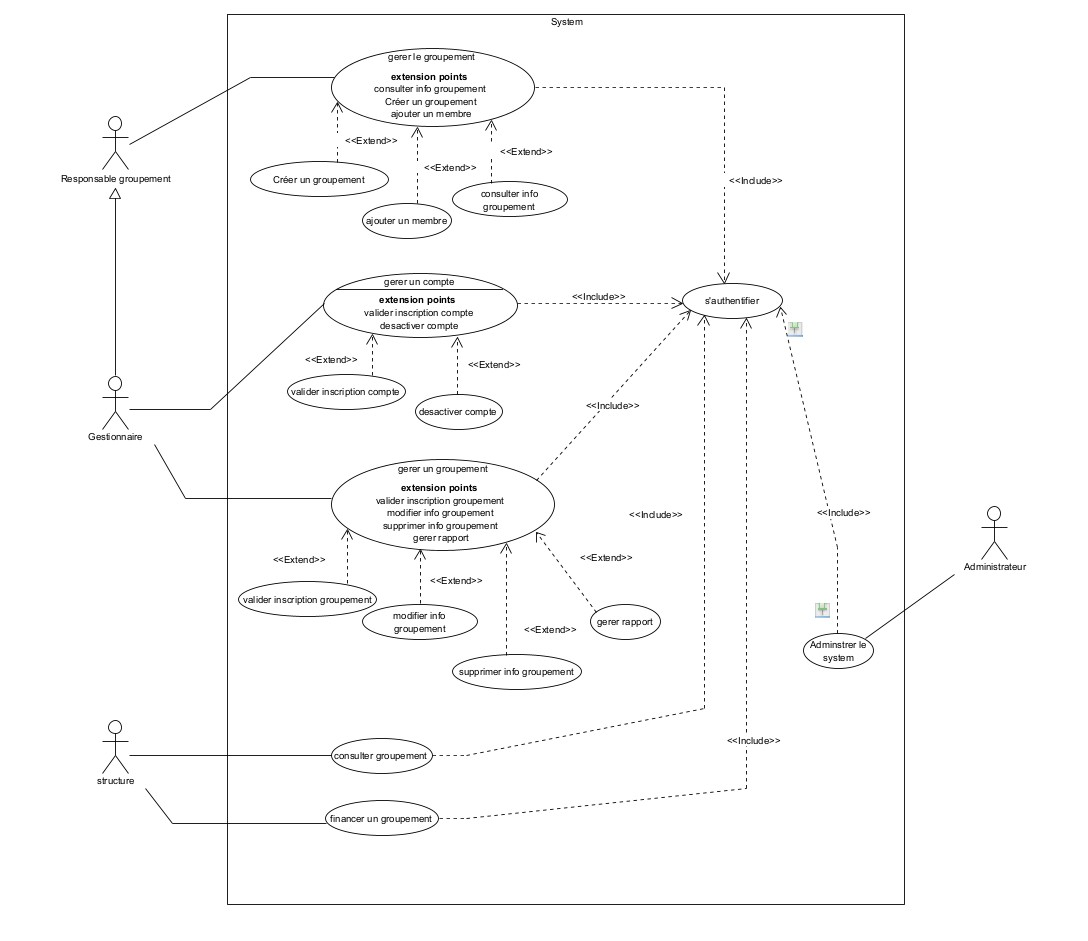 System
gerer le groupement
extension points
consulter info groupement
Créer un groupement
ajouter un membre
<<Extend>>
<<Extend>>
<<Extend>>
Créer un groupement
ajouter un membre
consulter info
groupement
<<Include>>
Responsable groupement
gerer un compte
extension points
valider inscription compte
desactiver compte
<<Include>>
s'authentifier
<<Extend>>
<<Extend>>
valider inscription compte
desactiver compte
<<Include>>
Gestionnaire
gerer un groupement
extension points
valider inscription groupement
modifier info groupement
supprimer info groupement
gerer rapport
<<Include>>
<<Include>>
<<Extend>>
<<Extend>>
<<Extend>>
<<Extend>>
valider inscription groupement
modifier info
groupement
gerer rapport
supprimer info groupement
Administrateur
Adminstrer le
system
<<Include>>
consulter groupement
structure
financer un groupement